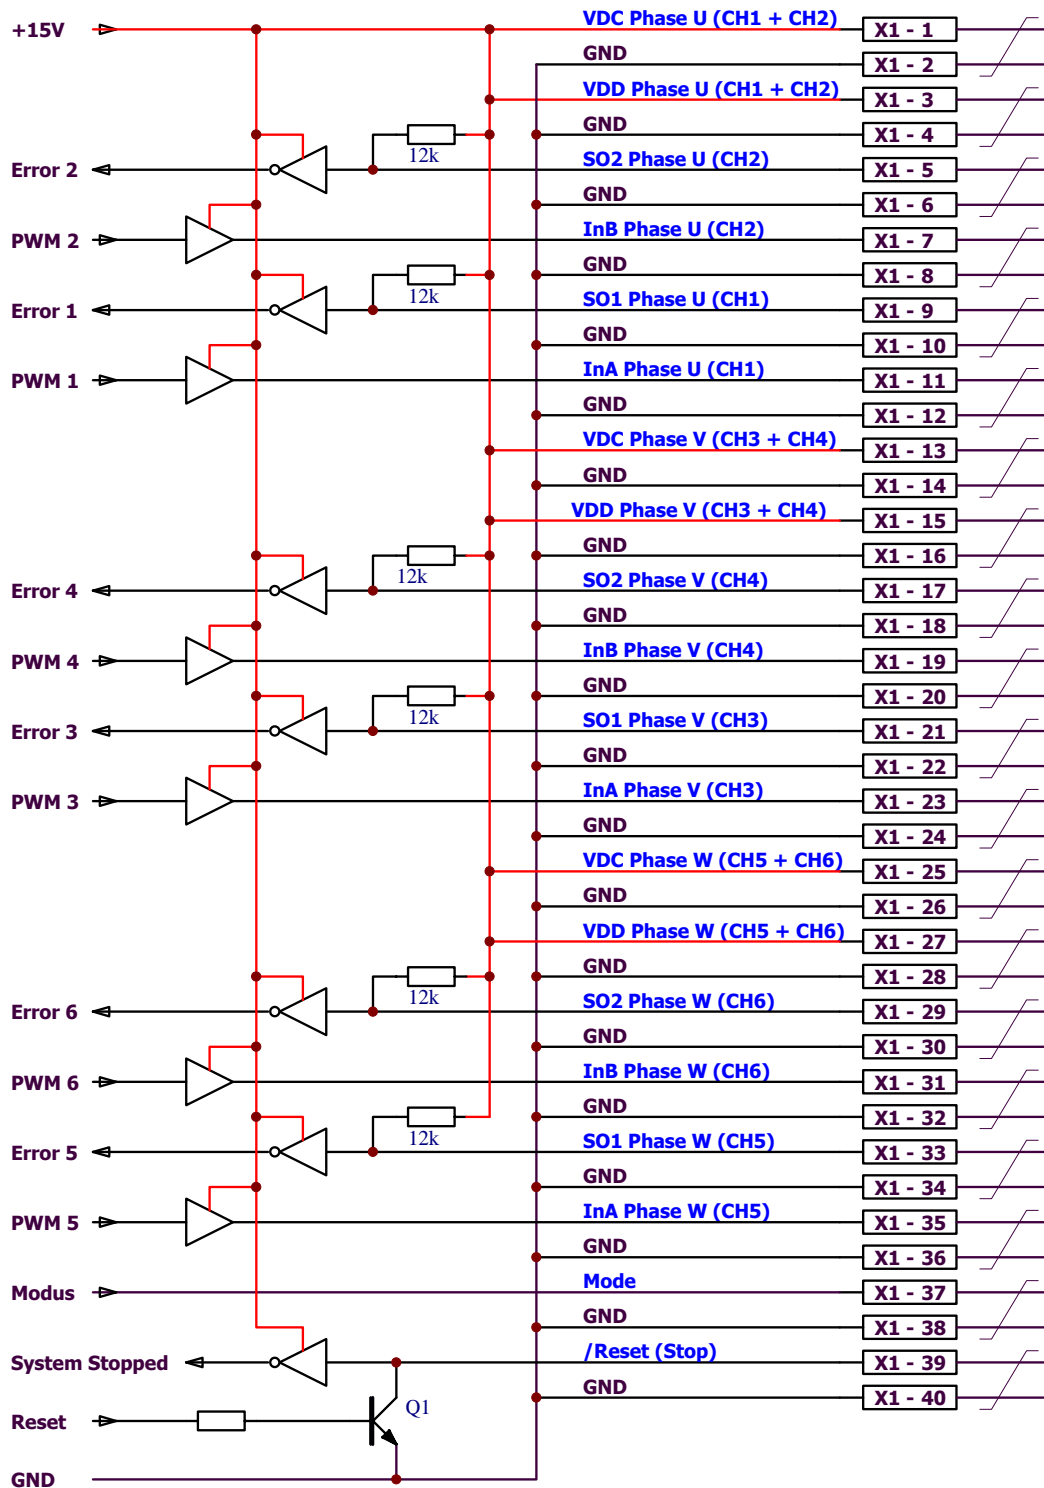 +15V VDC Phase U (CH1 + CH2) X1 - 1
GND X1 - 2
VDD Phase U (CH1 + CH2) X1 - 3
GND X1 - 4
12k
Error 2 SO2 Phase U (CH2) X1 - 5
GND X1 - 6
PWM 2 InB Phase U (CH2) X1 - 7
GND X1 - 8
12k
Error 1 SO1 Phase U (CH1) X1 - 9
GND X1 - 10
PWM 1 InA Phase U (CH1) X1 - 11
GND X1 - 12
VDC Phase V (CH3 + CH4) X1 - 13
GND X1 - 14
VDD Phase V (CH3 + CH4) X1 - 15
GND X1 - 16
12k
Error 4 SO2 Phase V (CH4) X1 - 17
GND X1 - 18
PWM 4 InB Phase V (CH4) X1 - 19
GND X1 - 20
12k
Error 3 SO1 Phase V (CH3) X1 - 21
GND X1 - 22
PWM 3 InA Phase V (CH3) X1 - 23
GND X1 - 24
VDC Phase W (CH5 + CH6) X1 - 25
GND X1 - 26
VDD Phase W (CH5 + CH6) X1 - 27
GND X1 - 28
12k
Error 6 SO2 Phase W (CH6) X1 - 29
GND X1 - 30
PWM 6 InB Phase W (CH6) X1 - 31
GND X1 - 32
12k
Error 5 SO1 Phase W (CH5) X1 - 33
GND X1 - 34
PWM 5 InA Phase W (CH5) X1 - 35
GND X1 - 36
Modus Mode X1 - 37
GND X1 - 38
System Stopped /Reset (Stop) X1 - 39
GND X1 - 40
Q1
Reset
GND